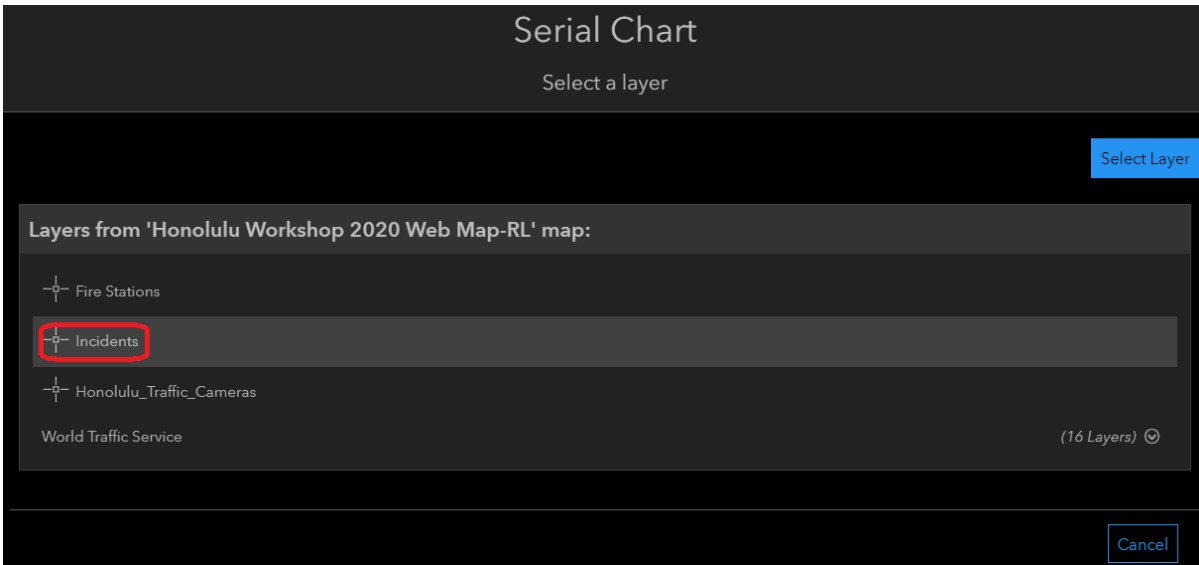 Serial Chart
Select a layer
Select Layer
Layers from 'Honolulu Workshop 2020 Web Map-RL' map:
Fire Stations
Incidents
Honolulu_Traffic_Cameras
World Traffic Service (16 Layers)
Cancel